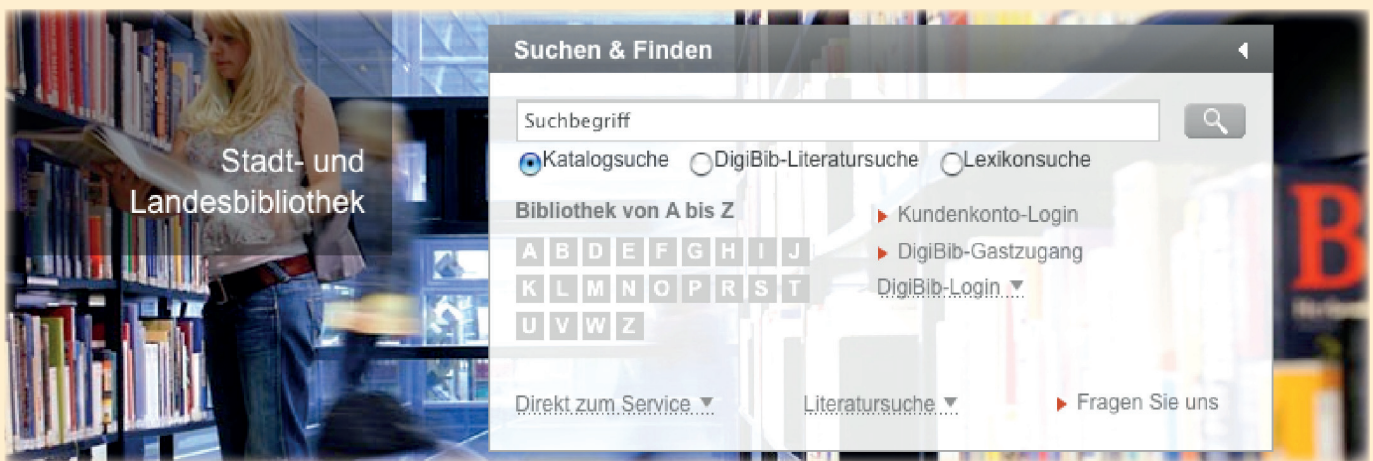 Suchen & Finden
Stadt- und
Landesbibliothek
Suchbegriff
Katalogsuche DigiBib-Literatursuche Lexikonsuche
Bibliothek von A bis Z
A B D E F G H I J
K L M N O P R S T
U V W Z
Kundenkonto-Login
DigiBib-Gastzugang
DigiBib-Login
Direkt zum Service Literatursuche Fragen Sie uns
B